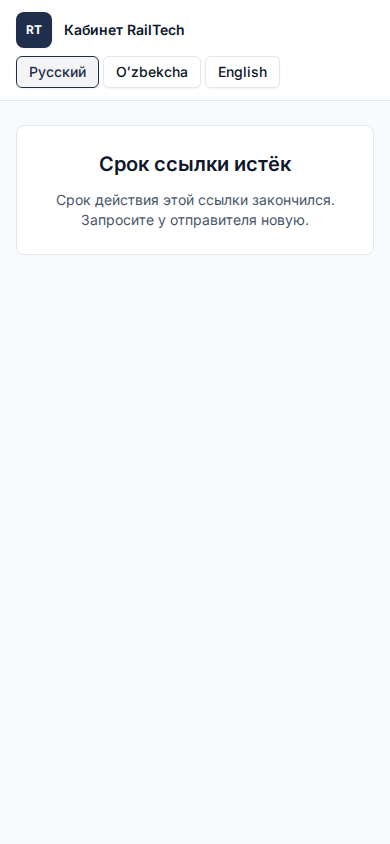 RT
Кабинет RailTech
Русский
Oʻzbekcha
English
Срок ссылки истёк
Срок действия этой ссылки закончился.
Запросите у отправителя новую.